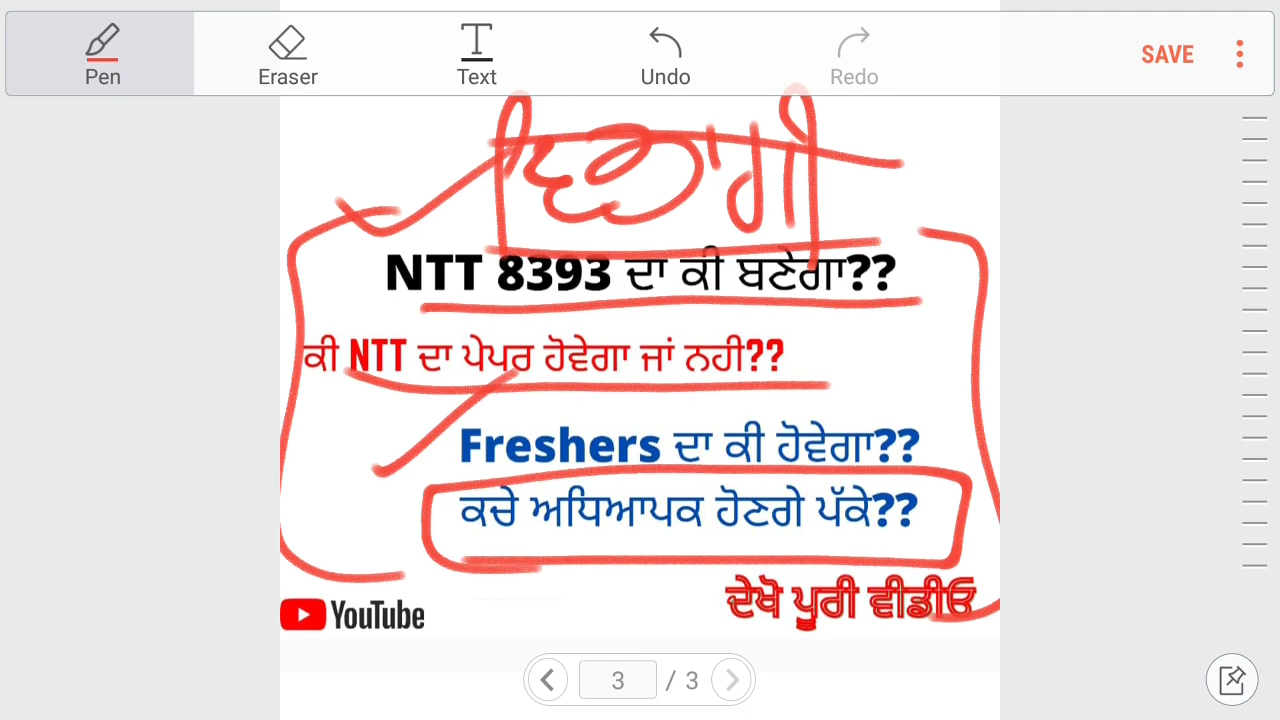 Pen Eraser Text Undo Redo SAVE
NTT 8393 ਦਾ ਕੀ ਬਣੇਗਾ??
ਕੀ NTT ਦਾ ਪੇਪਰ ਹੋਵੇਗਾ ਜਾਂ ਨਹੀ??
Freshers ਦਾ ਕੀ ਹੋਵੇਗਾ??
ਕਚੇ ਅਧਿਆਪਕ ਹੋਣਗੇ ਪੱਕੇ??
ਦੇਖੋ ਪੂਰੀ ਵੀਡੀਓ
YouTube
3 / 3